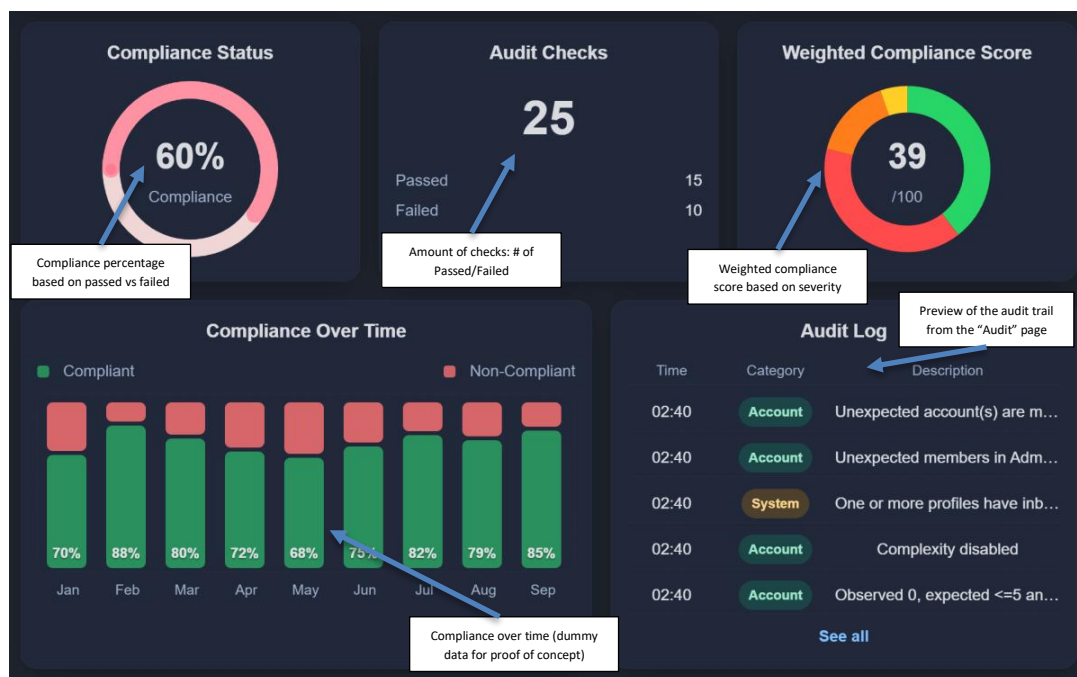 Compliance Status
60%
Compliance
Compliance percentage
based on passed vs failed
Audit Checks
25
Passed 15
Failed 10
Amount of checks: # of
Passed/Failed
Weighted Compliance Score
39
/100
Weighted compliance
score based on severity
Compliance Over Time
Compliant Non-Compliant
70% 88% 80% 72% 68% 75% 82% 79% 85%
Jan Feb Mar Apr May Jun Jul Aug Sep
Compliance over time (dummy
data for proof of concept)
Audit Log
Preview of the audit trail
from the “Audit” page
Time Category Description
02:40 Account Unexpected account(s) are m…
02:40 Account Unexpected members in Adm…
02:40 System One or more profiles have inb…
02:40 Account Complexity disabled
02:40 Account Observed 0, expected <=5 an…
See all